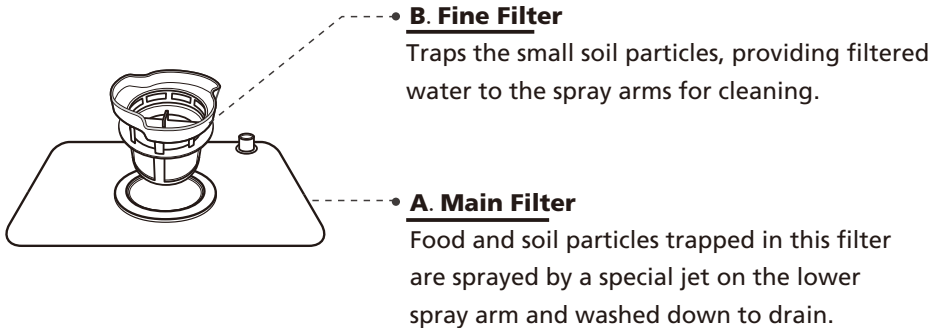 B. Fine Filter
Traps the small soil particles, providing filtered
water to the spray arms for cleaning.
A. Main Filter
Food and soil particles trapped in this filter
are sprayed by a special jet on the lower
spray arm and washed down to drain.